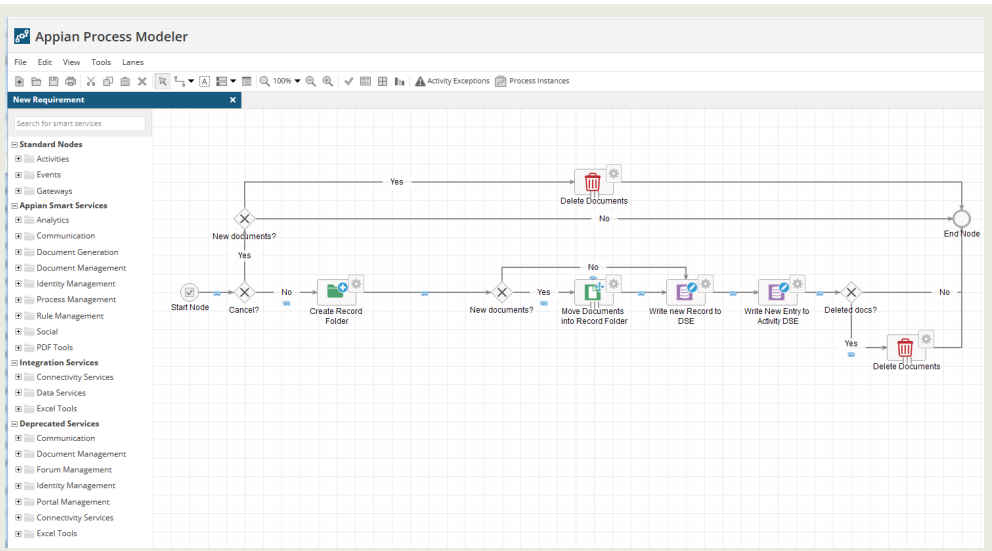 Appian Process Modeler
File Edit View Tools Lanes
100% Activity Exceptions Process Instances
New Requirement
Search for smart services
Standard Nodes
Activities
Events
Gateways
Appian Smart Services
Analytics
Communication
Document Generation
Document Management
Identity Management
Process Management
Rule Management
Social
PDF Tools
Integration Services
Connectivity Services
Data Services
Excel Tools
Deprecated Services
Communication
Document Management
Forum Management
Identity Management
Portal Management
Connectivity Services
Excel Tools
Yes
Delete Documents
No
New documents?
End Node
Yes
No
Start Node
Cancel?
No
Create Record
Folder
New documents?
Yes
Move Documents
into Record Folder
Write new Record to
DSE
Write New Entry to
Activity DSE
Deleted docs?
No
Yes
Delete Documents